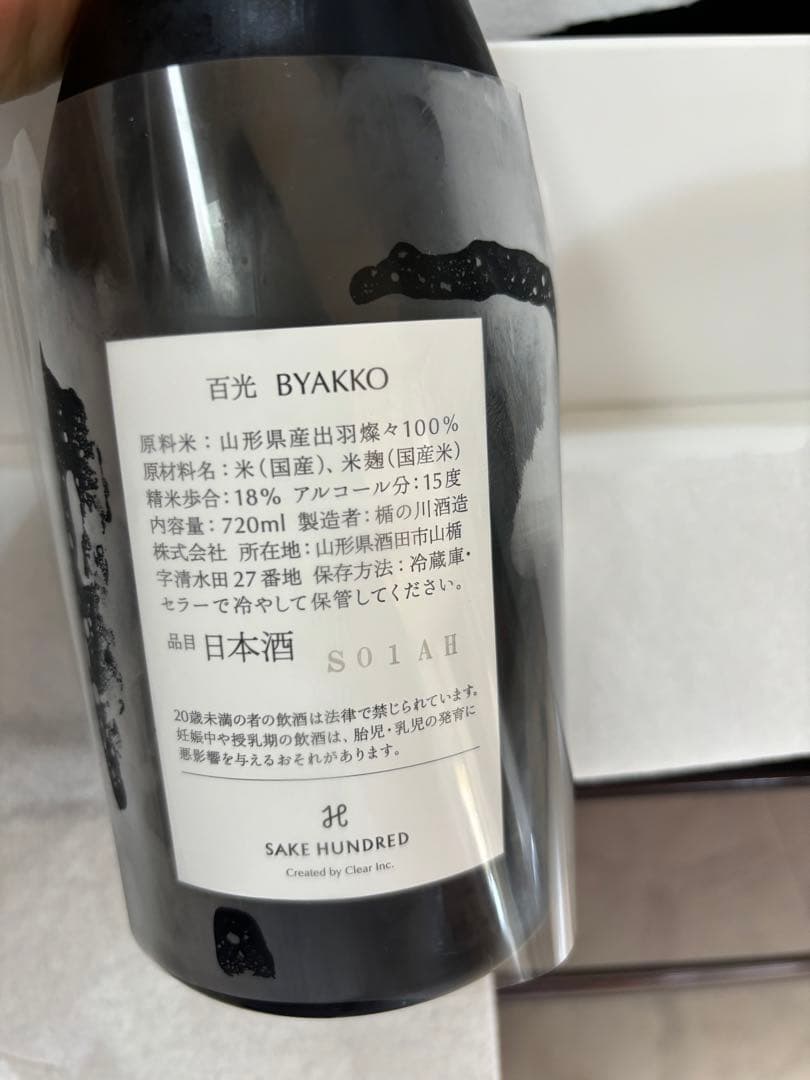 百光 BYAKKO
原料米：山形県産出羽燦々100%
原材料名：米（国産）、米麹（国産米）
精米歩合：18% アルコール分：15度
内容量：720ml 製造者：楯の川酒造
株式会社 所在地：山形県酒田市山楯
字清水田27番地 保存方法：冷蔵庫・
セラーで冷やして保管してください。
品目 日本酒 S01AH
20歳未満の者の飲酒は法律で禁じられています。
妊娠中や授乳期の飲酒は、胎児・乳児の発育に
悪影響を与えるおそれがあります。
SAKE HUNDRED
Created by Clear Inc.